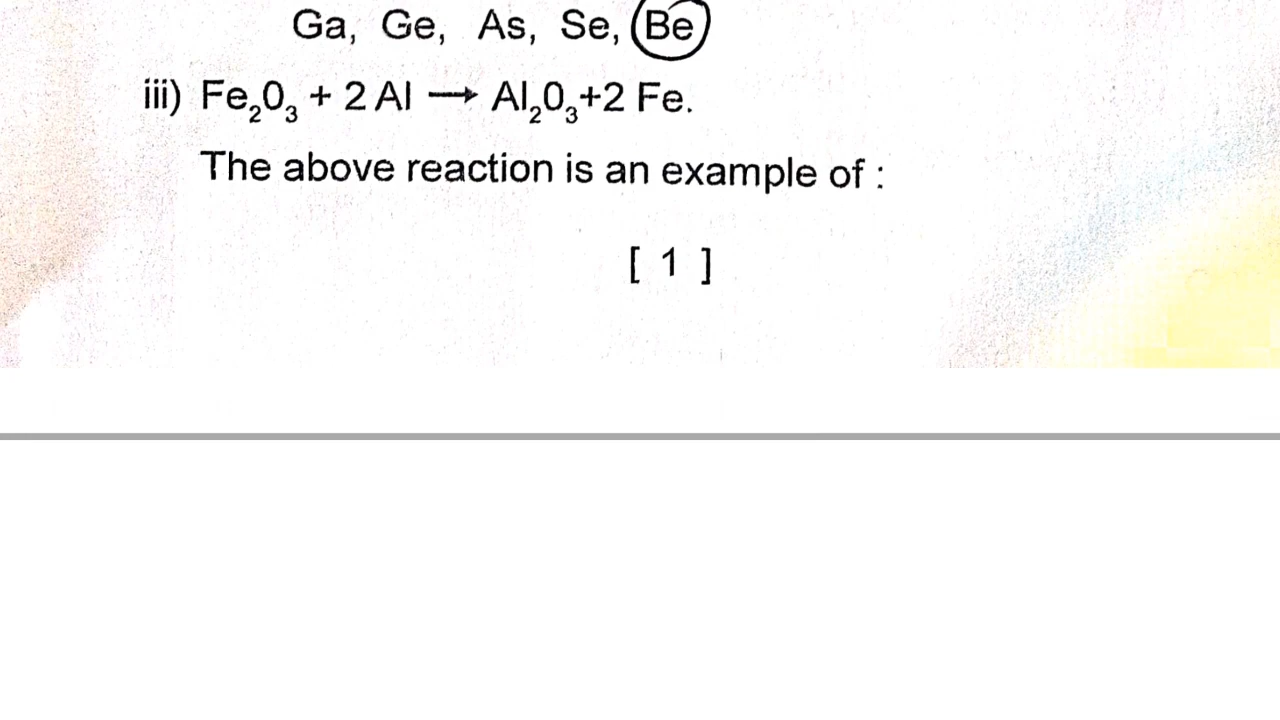 Ga, Ge, As, Se, Be
iii) Fe₂O₃ + 2 Al → Al₂O₃+2 Fe.
The above reaction is an example of :
[ 1 ]